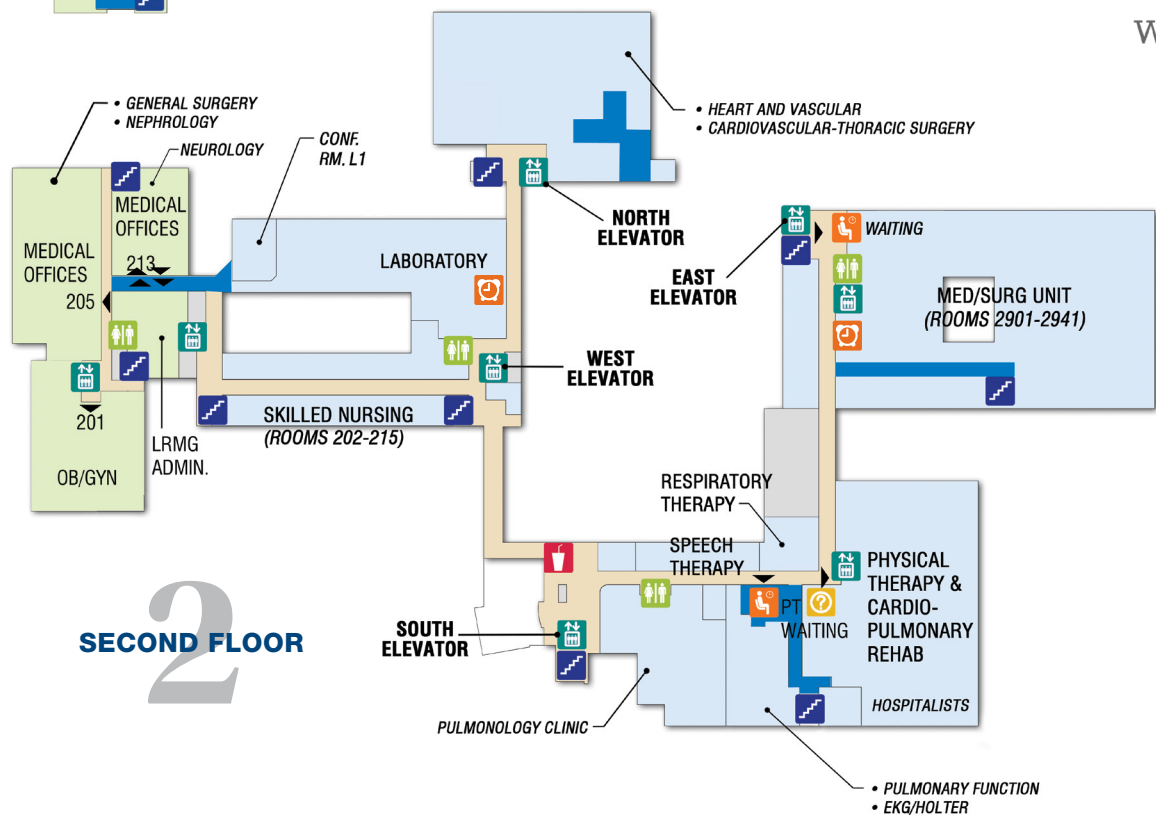 W
• GENERAL SURGERY
• NEPHROLOGY
NEUROLOGY
CONF.
RM. L1
• HEART AND VASCULAR
• CARDIOVASCULAR-THORACIC SURGERY
MEDICAL
OFFICES
213
MEDICAL
OFFICES
205
LABORATORY
NORTH
ELEVATOR
EAST
ELEVATOR
WAITING
MED/SURG UNIT
(ROOMS 2901-2941)
WEST
ELEVATOR
201
SKILLED NURSING
(ROOMS 202-215)
LRMG
ADMIN.
OB/GYN
RESPIRATORY
THERAPY
SPEECH
THERAPY
PHYSICAL
THERAPY &
CARDIO-
PULMONARY
REHAB
PT
WAITING
?
2
SECOND FLOOR
SOUTH
ELEVATOR
HOSPITALISTS
PULMONOLOGY CLINIC
• PULMONARY FUNCTION
• EKG/HOLTER